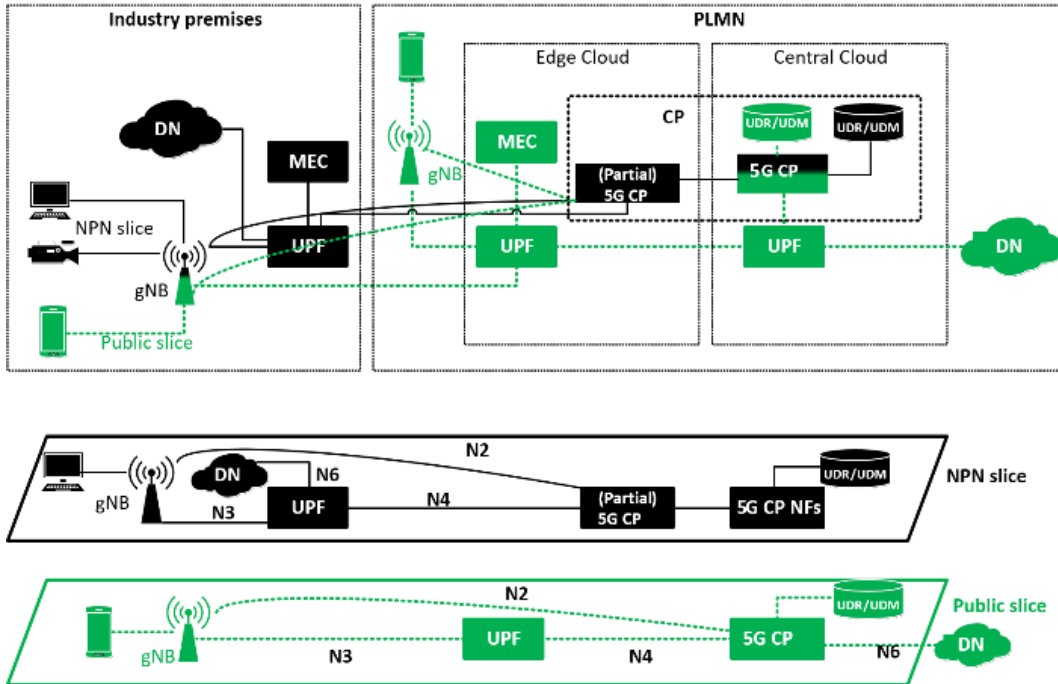 Industry premises
PLMN
Edge Cloud
Central Cloud
DN
MEC
MEC
CP
UDR/UDM
UDR/UDM
gNB
(Partial)
5G CP
5G CP
NPN slice
UPF
UPF
UPF
DN
gNB
Public slice
N2
DN
N6
UDR/UDM
NPN slice
gNB
N3
UPF
N4
(Partial)
5G CP
5G CP NFs
N2
UDR/UDM
Public slice
gNB
N3
UPF
N4
5G CP
N6
DN